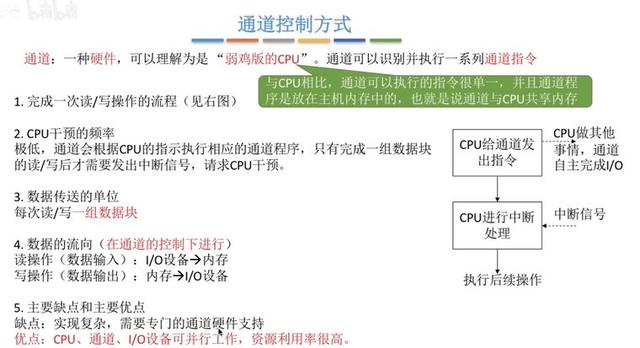 bilibili
通道控制方式
通道：一种硬件，可以理解为是“弱鸡版的CPU”。通道可以识别并执行一系列通道指令
与CPU相比，通道可以执行的指令很单一，并且通道程
序是放在主机内存中的，也就是说通道与CPU共享内存
1. 完成一次读/写操作的流程（见右图）
2. CPU干预的频率
极低，通道会根据CPU的指示执行相应的通道程序，只有完成一组数据块
的读/写后才需要发出中断信号，请求CPU干预。
3. 数据传送的单位
每次读/写一组数据块
4. 数据的流向（在通道的控制下进行）
读操作（数据输入）：I/O设备→内存
写操作（数据输出）：内存→I/O设备
5. 主要缺点和主要优点
缺点：实现复杂，需要专门的通道硬件支持
优点：CPU、通道、I/O设备可并行工作，资源利用率很高。
CPU给通道发
出指令
CPU做其他
事情，通道
自主完成I/O
CPU进行中断
处理
中断信号
执行后续操作